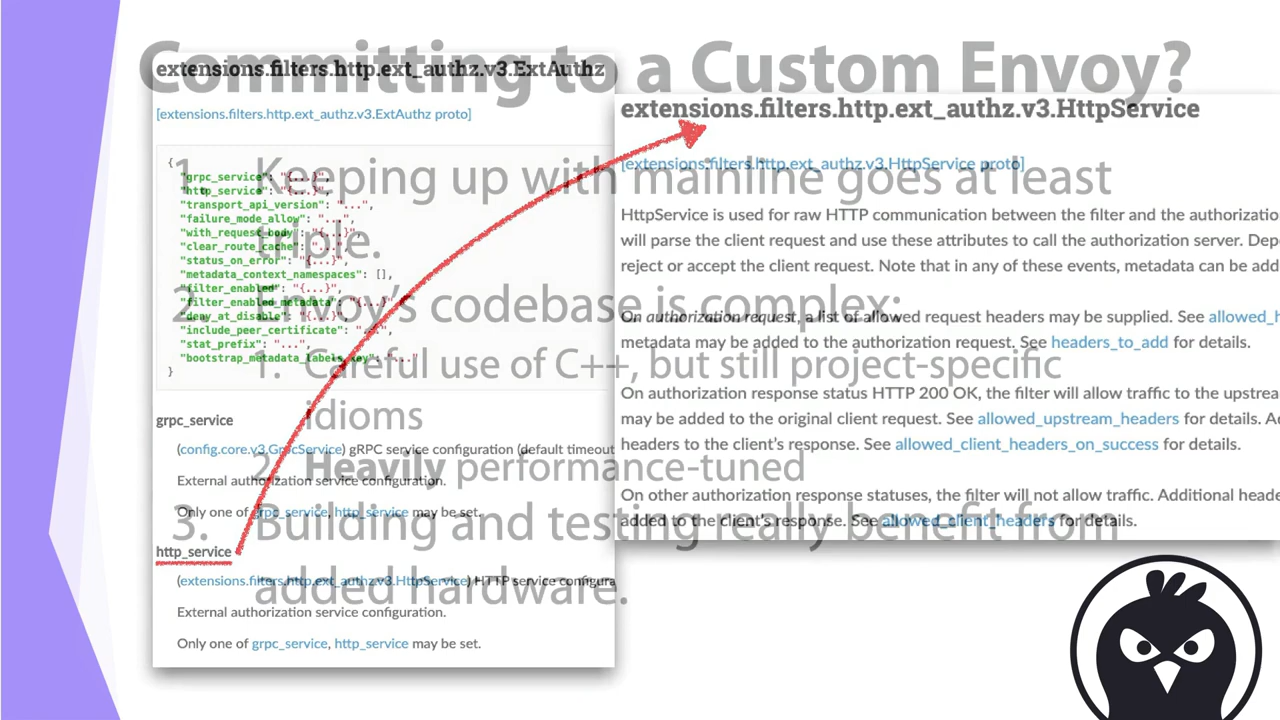 Committing to a Custom Envoy?
1. Keeping up with mainline goes at least
triple.
2. Envoy's codebase is complex:
1. Careful use of C++, but still project-specific
idioms
2. Heavily performance-tuned
3. Building and testing really benefit from
added hardware.
extensions.filters.http.ext_authz.v3.ExtAuthz
[extensions.filters.http.ext_authz.v3.ExtAuthz proto]
{
"grpc_service": "{...}",
"http_service": "{...}",
"transport_api_version": "...",
"failure_mode_allow": "...",
"with_request_body": "{...}",
"clear_route_cache": "...",
"status_on_error": "{...}",
"metadata_context_namespaces": [],
"filter_enabled": "{...}",
"filter_enabled_metadata": "{...}",
"deny_at_disable": "{...}",
"include_peer_certificate": "...",
"stat_prefix": "...",
"bootstrap_metadata_labels_key": "..."
}
grpc_service
(config.core.v3.GrpcService) gRPC service configuration (default timeout
External authorization service configuration.
Only one of grpc_service, http_service may be set.
http_service
(extensions.filters.http.ext_authz.v3.HttpService) HTTP service configura
External authorization service configuration.
Only one of grpc_service, http_service may be set.
extensions.filters.http.ext_authz.v3.HttpService
[extensions.filters.http.ext_authz.v3.HttpService proto]
HttpService is used for raw HTTP communication between the filter and the authorizatio
will parse the client request and use these attributes to call the authorization server. Dep
reject or accept the client request. Note that in any of these events, metadata can be add
On authorization request, a list of allowed request headers may be supplied. See allowed_h
metadata may be added to the authorization request. See headers_to_add for details.
On authorization response status HTTP 200 OK, the filter will allow traffic to the upstrea
may be added to the original client request. See allowed_upstream_headers for details. Ad
headers to the client's response. See allowed_client_headers_on_success for details.
On other authorization response statuses, the filter will not allow traffic. Additional heade
added to the client's response. See allowed_client_headers for details.